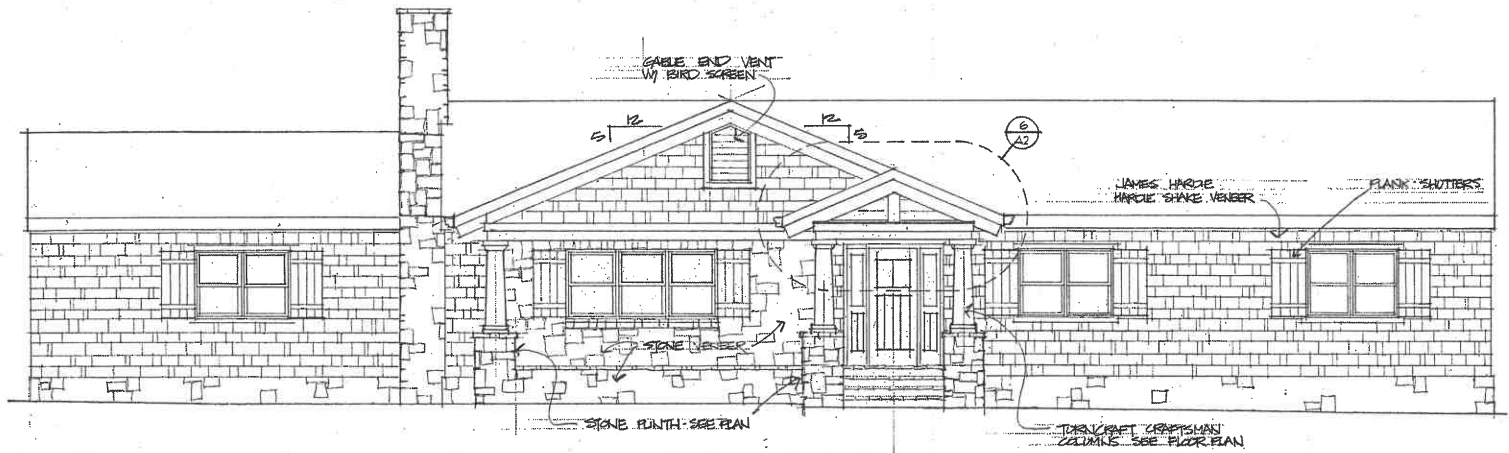 GABLE END VENT
W/ BIRD SCREEN
12
5
12
5
6
A2
JAMES HARDIE
HARDIE SHAKE VENEER
PLANK SHUTTERS
STONE VENEER
STONE PLINTH - SEE PLAN
TURNCRAFT CRAFTSMAN
COLUMNS SEE FLOOR PLAN